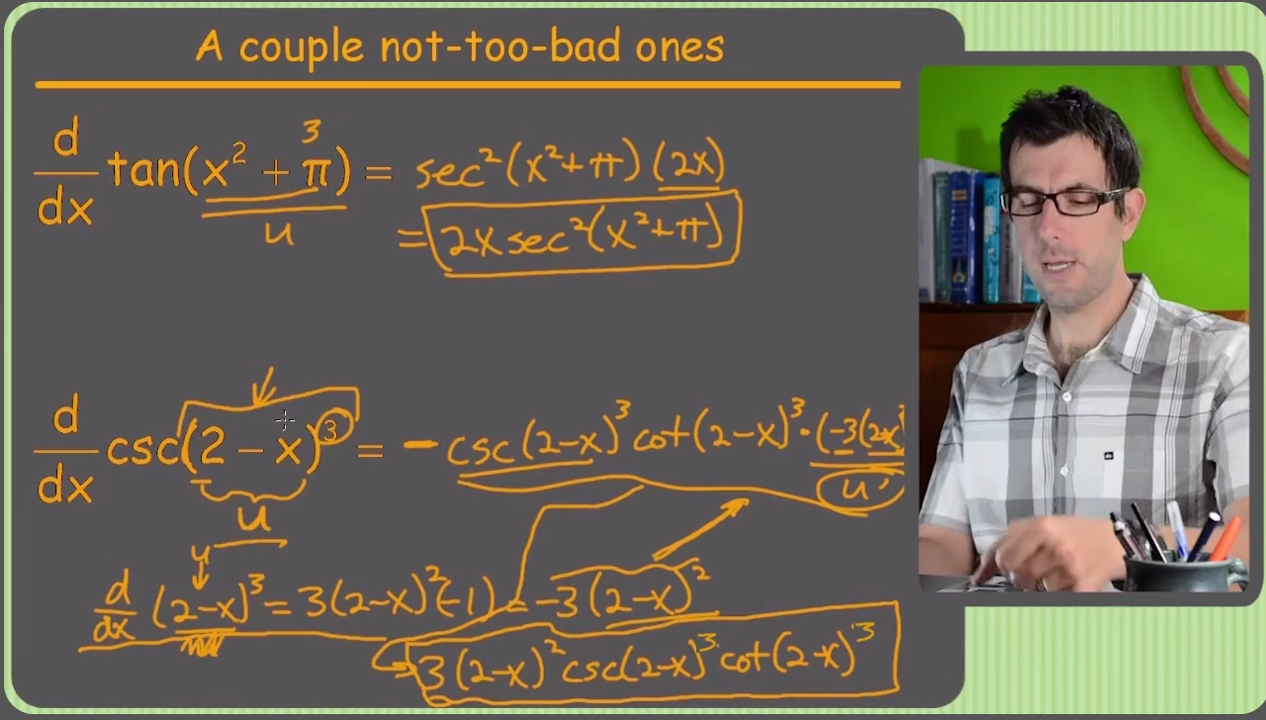 A couple not-too-bad ones
3
d/dx tan(x² + π) = sec²(x²+π)(2x)
u
= 2x sec²(x²+π)
d/dx csc(2 − x)³ = - csc(2-x)³ cot(2-x)³ · (-3(2-x)
u
u'
u
d/dx (2-x)³ = 3(2-x)²(-1) = -3(2-x)²
3(2-x)² csc(2-x)³ cot(2-x)³